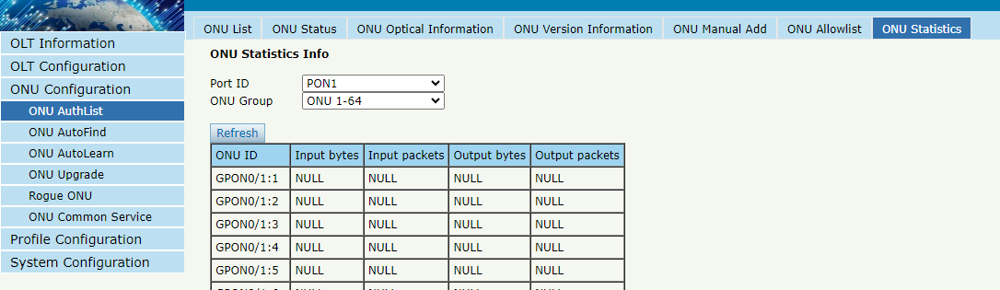 ONU List ONU Status ONU Optical Information ONU Version Information ONU Manual Add ONU Allowlist ONU Statistics
OLT Information
OLT Configuration
ONU Configuration
ONU AuthList
ONU AutoFind
ONU AutoLearn
ONU Upgrade
Rogue ONU
ONU Common Service
Profile Configuration
System Configuration
ONU Statistics Info
Port ID PON1
ONU Group ONU 1-64
Refresh
ONU ID Input bytes Input packets Output bytes Output packets
GPON0/1:1 NULL NULL NULL NULL
GPON0/1:2 NULL NULL NULL NULL
GPON0/1:3 NULL NULL NULL NULL
GPON0/1:4 NULL NULL NULL NULL
GPON0/1:5 NULL NULL NULL NULL